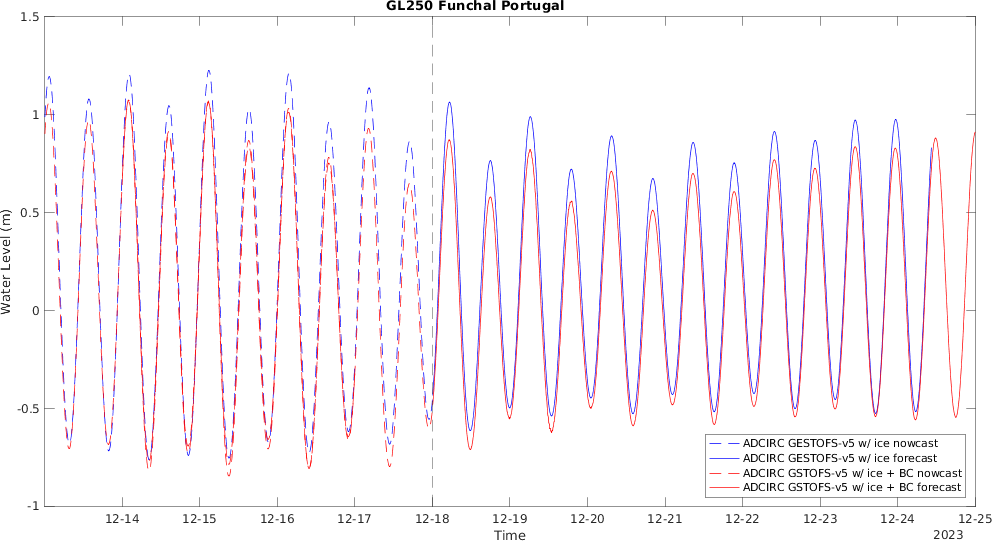 GL250 Funchal Portugal
1.5
1
0.5
0
-0.5
-1
Water Level (m)
12-14
12-15
12-16
12-17
12-18
12-19
12-20
12-21
12-22
12-23
12-24
12-25
Time
2023
ADCIRC GESTOFS-v5 w/ ice nowcast
ADCIRC GESTOFS-v5 w/ ice forecast
ADCIRC GSTOFS-v5 w/ ice + BC nowcast
ADCIRC GSTOFS-v5 w/ ice + BC forecast